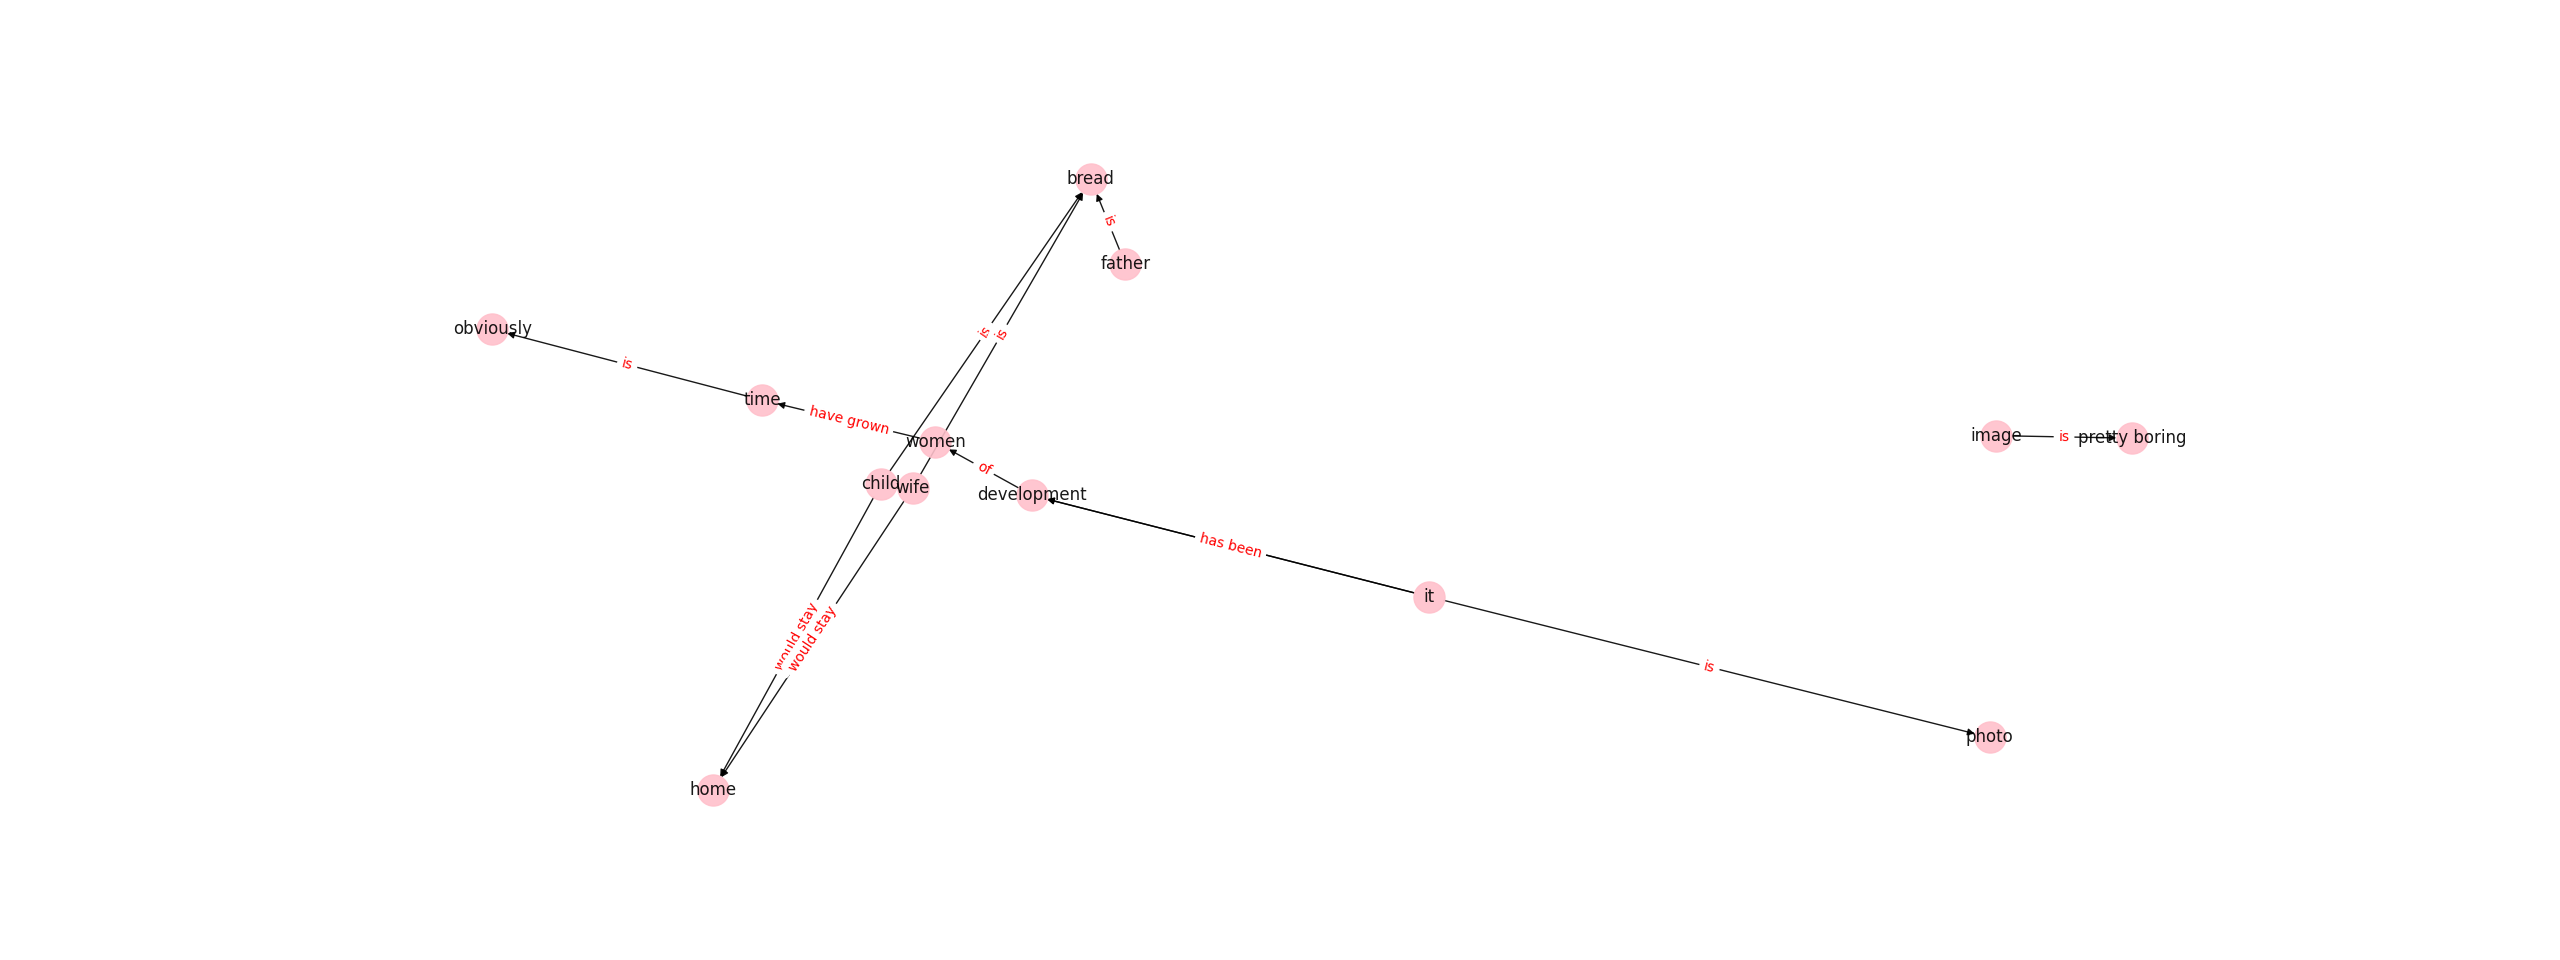 bread
is
father
obviously
is
is
is
time
have grown
women
image
is
pretty boring
of
child
wife
development
has been
it
would stay
would stay
is
photo
home